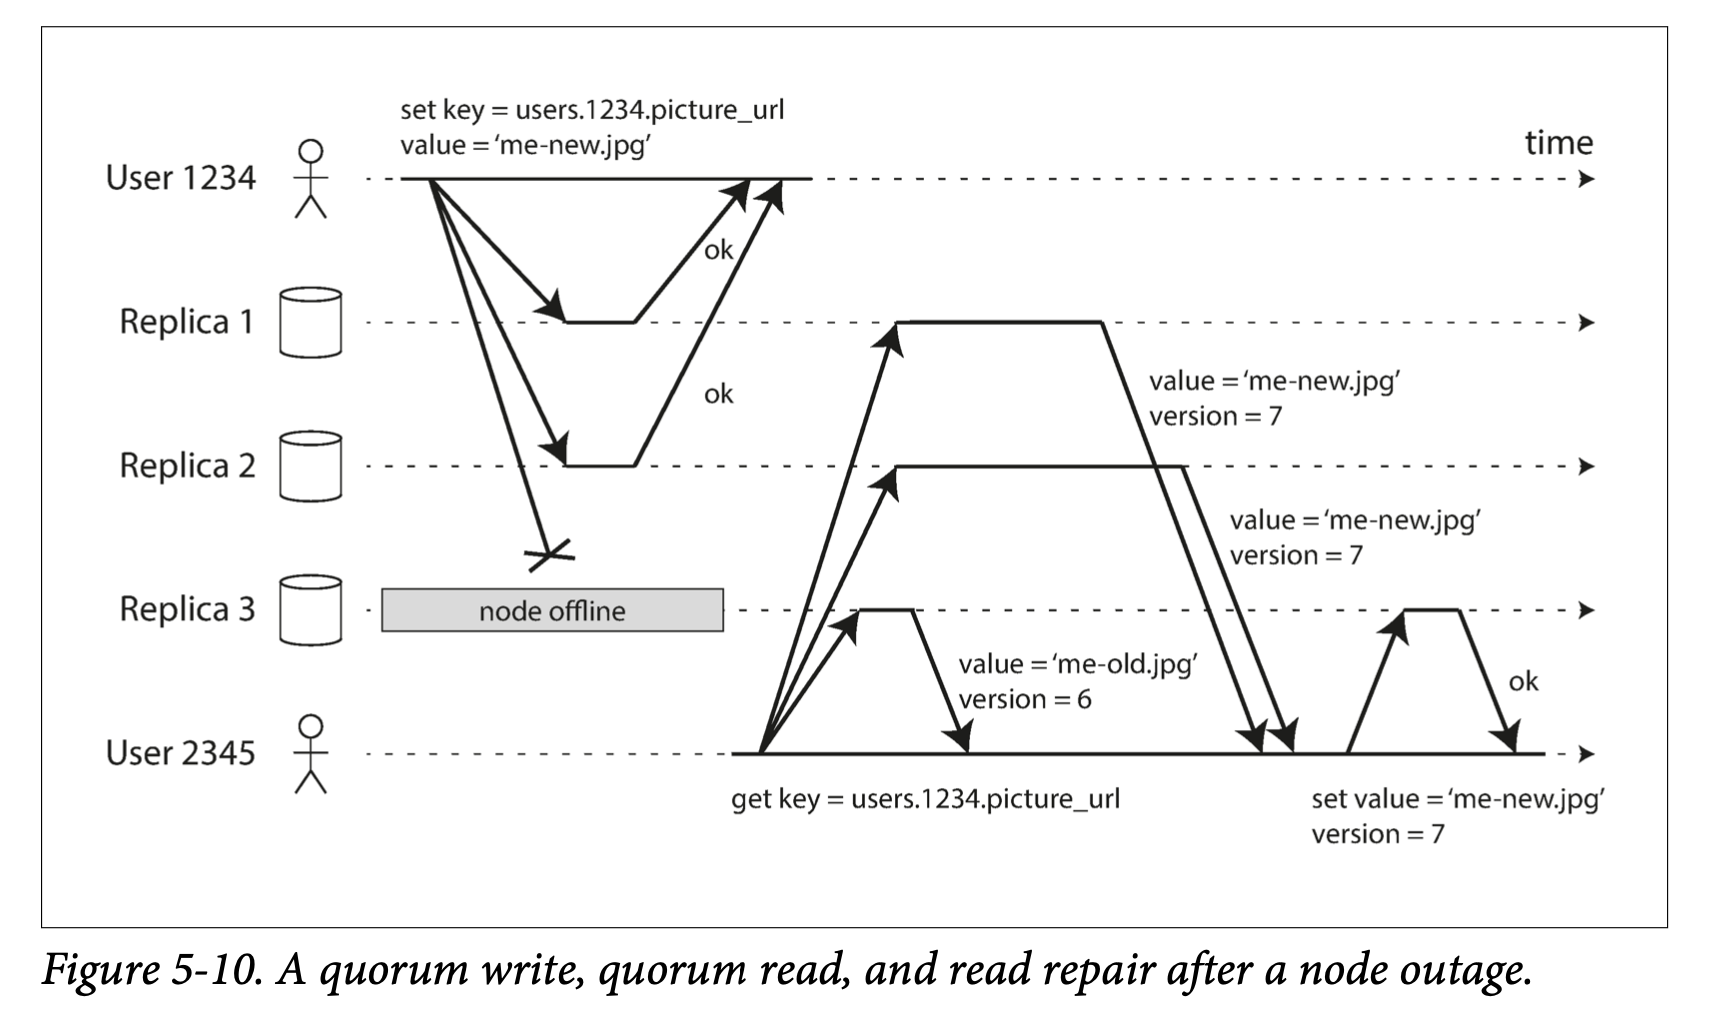 set key = users.1234.picture_url
value = ‘me-new.jpg’
time
User 1234
ok
Replica 1
value = ‘me-new.jpg’
version = 7
ok
Replica 2
value = ‘me-new.jpg’
version = 7
Replica 3
node offline
value = ‘me-old.jpg’
version = 6
ok
User 2345
get key = users.1234.picture_url
set value = ‘me-new.jpg’
version = 7
Figure 5-10. A quorum write, quorum read, and read repair after a node outage.